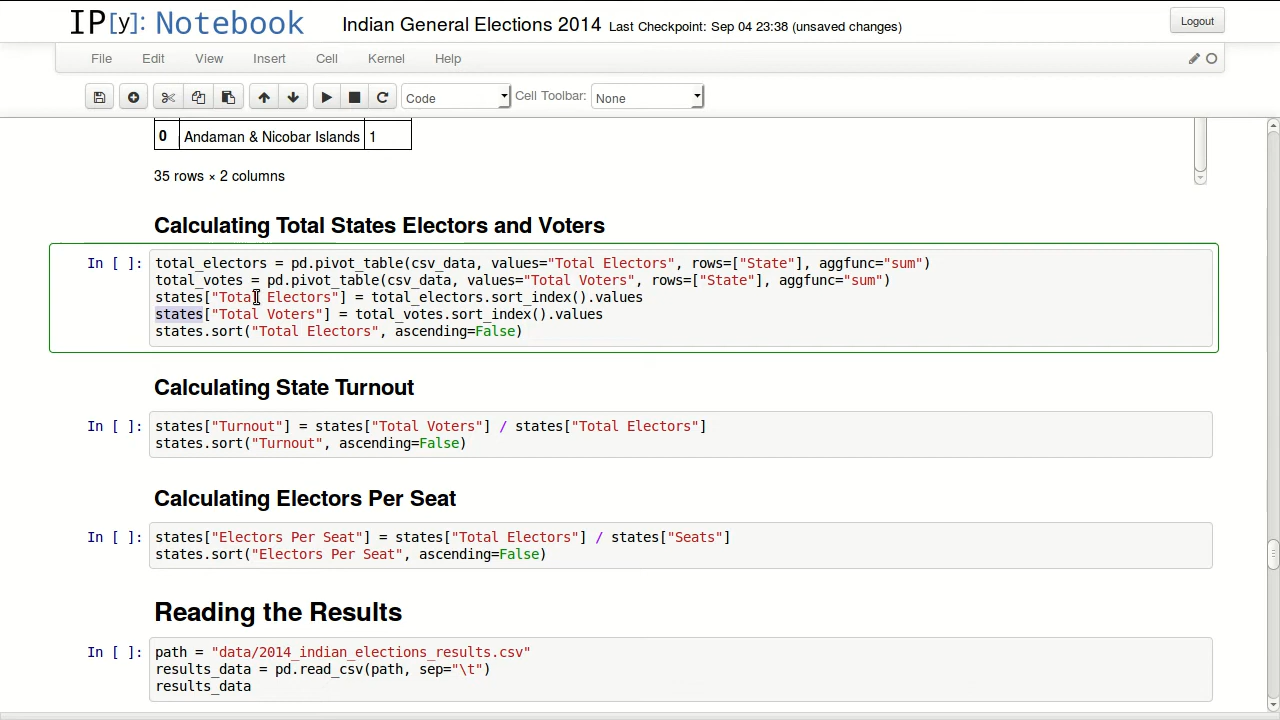 IP[y]: Notebook Indian General Elections 2014 Last Checkpoint: Sep 04 23:38 (unsaved changes) Logout
File Edit View Insert Cell Kernel Help
Code Cell Toolbar: None
0 Andaman & Nicobar Islands 1
35 rows × 2 columns
Calculating Total States Electors and Voters
In [ ]: total_electors = pd.pivot_table(csv_data, values="Total Electors", rows=["State"], aggfunc="sum")
total_votes = pd.pivot_table(csv_data, values="Total Voters", rows=["State"], aggfunc="sum")
states["Total Electors"] = total_electors.sort_index().values
states["Total Voters"] = total_votes.sort_index().values
states.sort("Total Electors", ascending=False)
Calculating State Turnout
In [ ]: states["Turnout"] = states["Total Voters"] / states["Total Electors"]
states.sort("Turnout", ascending=False)
Calculating Electors Per Seat
In [ ]: states["Electors Per Seat"] = states["Total Electors"] / states["Seats"]
states.sort("Electors Per Seat", ascending=False)
Reading the Results
In [ ]: path = "data/2014_indian_elections_results.csv"
results_data = pd.read_csv(path, sep="\t")
results_data